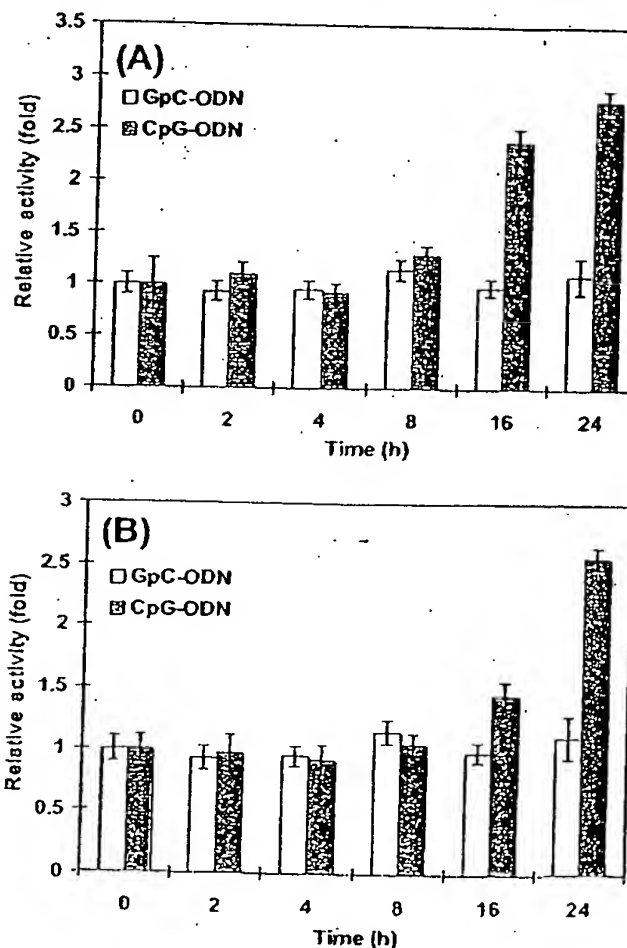 3.5
(A)
3
GpC-ODN
2.5
CpG-ODN
2
1.5
1
0.5
0
Relative activity (fold)
0 2 4 8 16 24
Time (h)
3
(B)
2.5
GpC-ODN
CpG-ODN
2
1.5
1
0.5
0
Relative activity (fold)
0 2 4 8 16 24
Time (h)